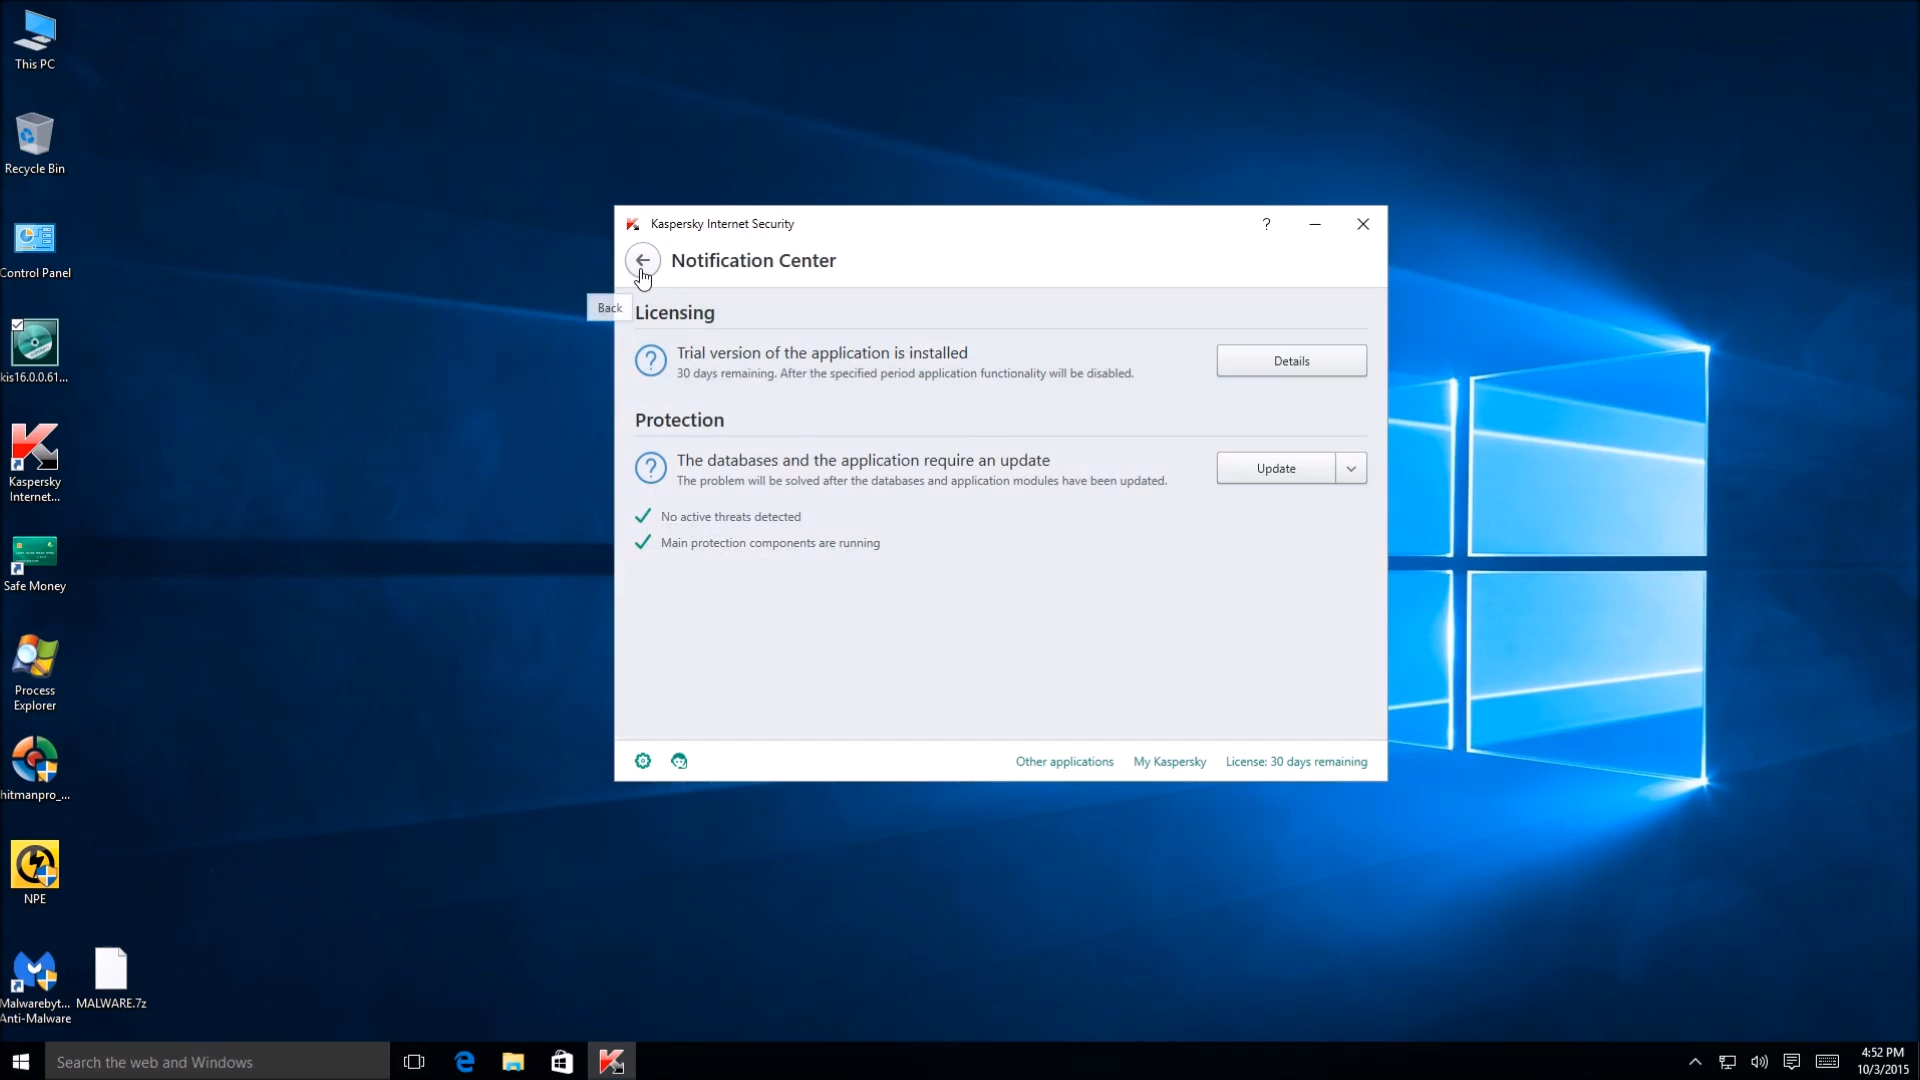 This PC
Recycle Bin
Control Panel
kis16.0.0.61...
Kaspersky
Internet...
Safe Money
Process
Explorer
hitmanpro_...
NPE
Malwarebyt...
Anti-Malware
MALWARE.7z
Kaspersky Internet Security
?
Notification Center
Back
Licensing
Trial version of the application is installed
30 days remaining. After the specified period application functionality will be disabled.
Details
Protection
The databases and the application require an update
The problem will be solved after the databases and application modules have been updated.
Update
No active threats detected
Main protection components are running
Other applications
My Kaspersky
License: 30 days remaining
Search the web and Windows
4:52 PM
10/3/2015